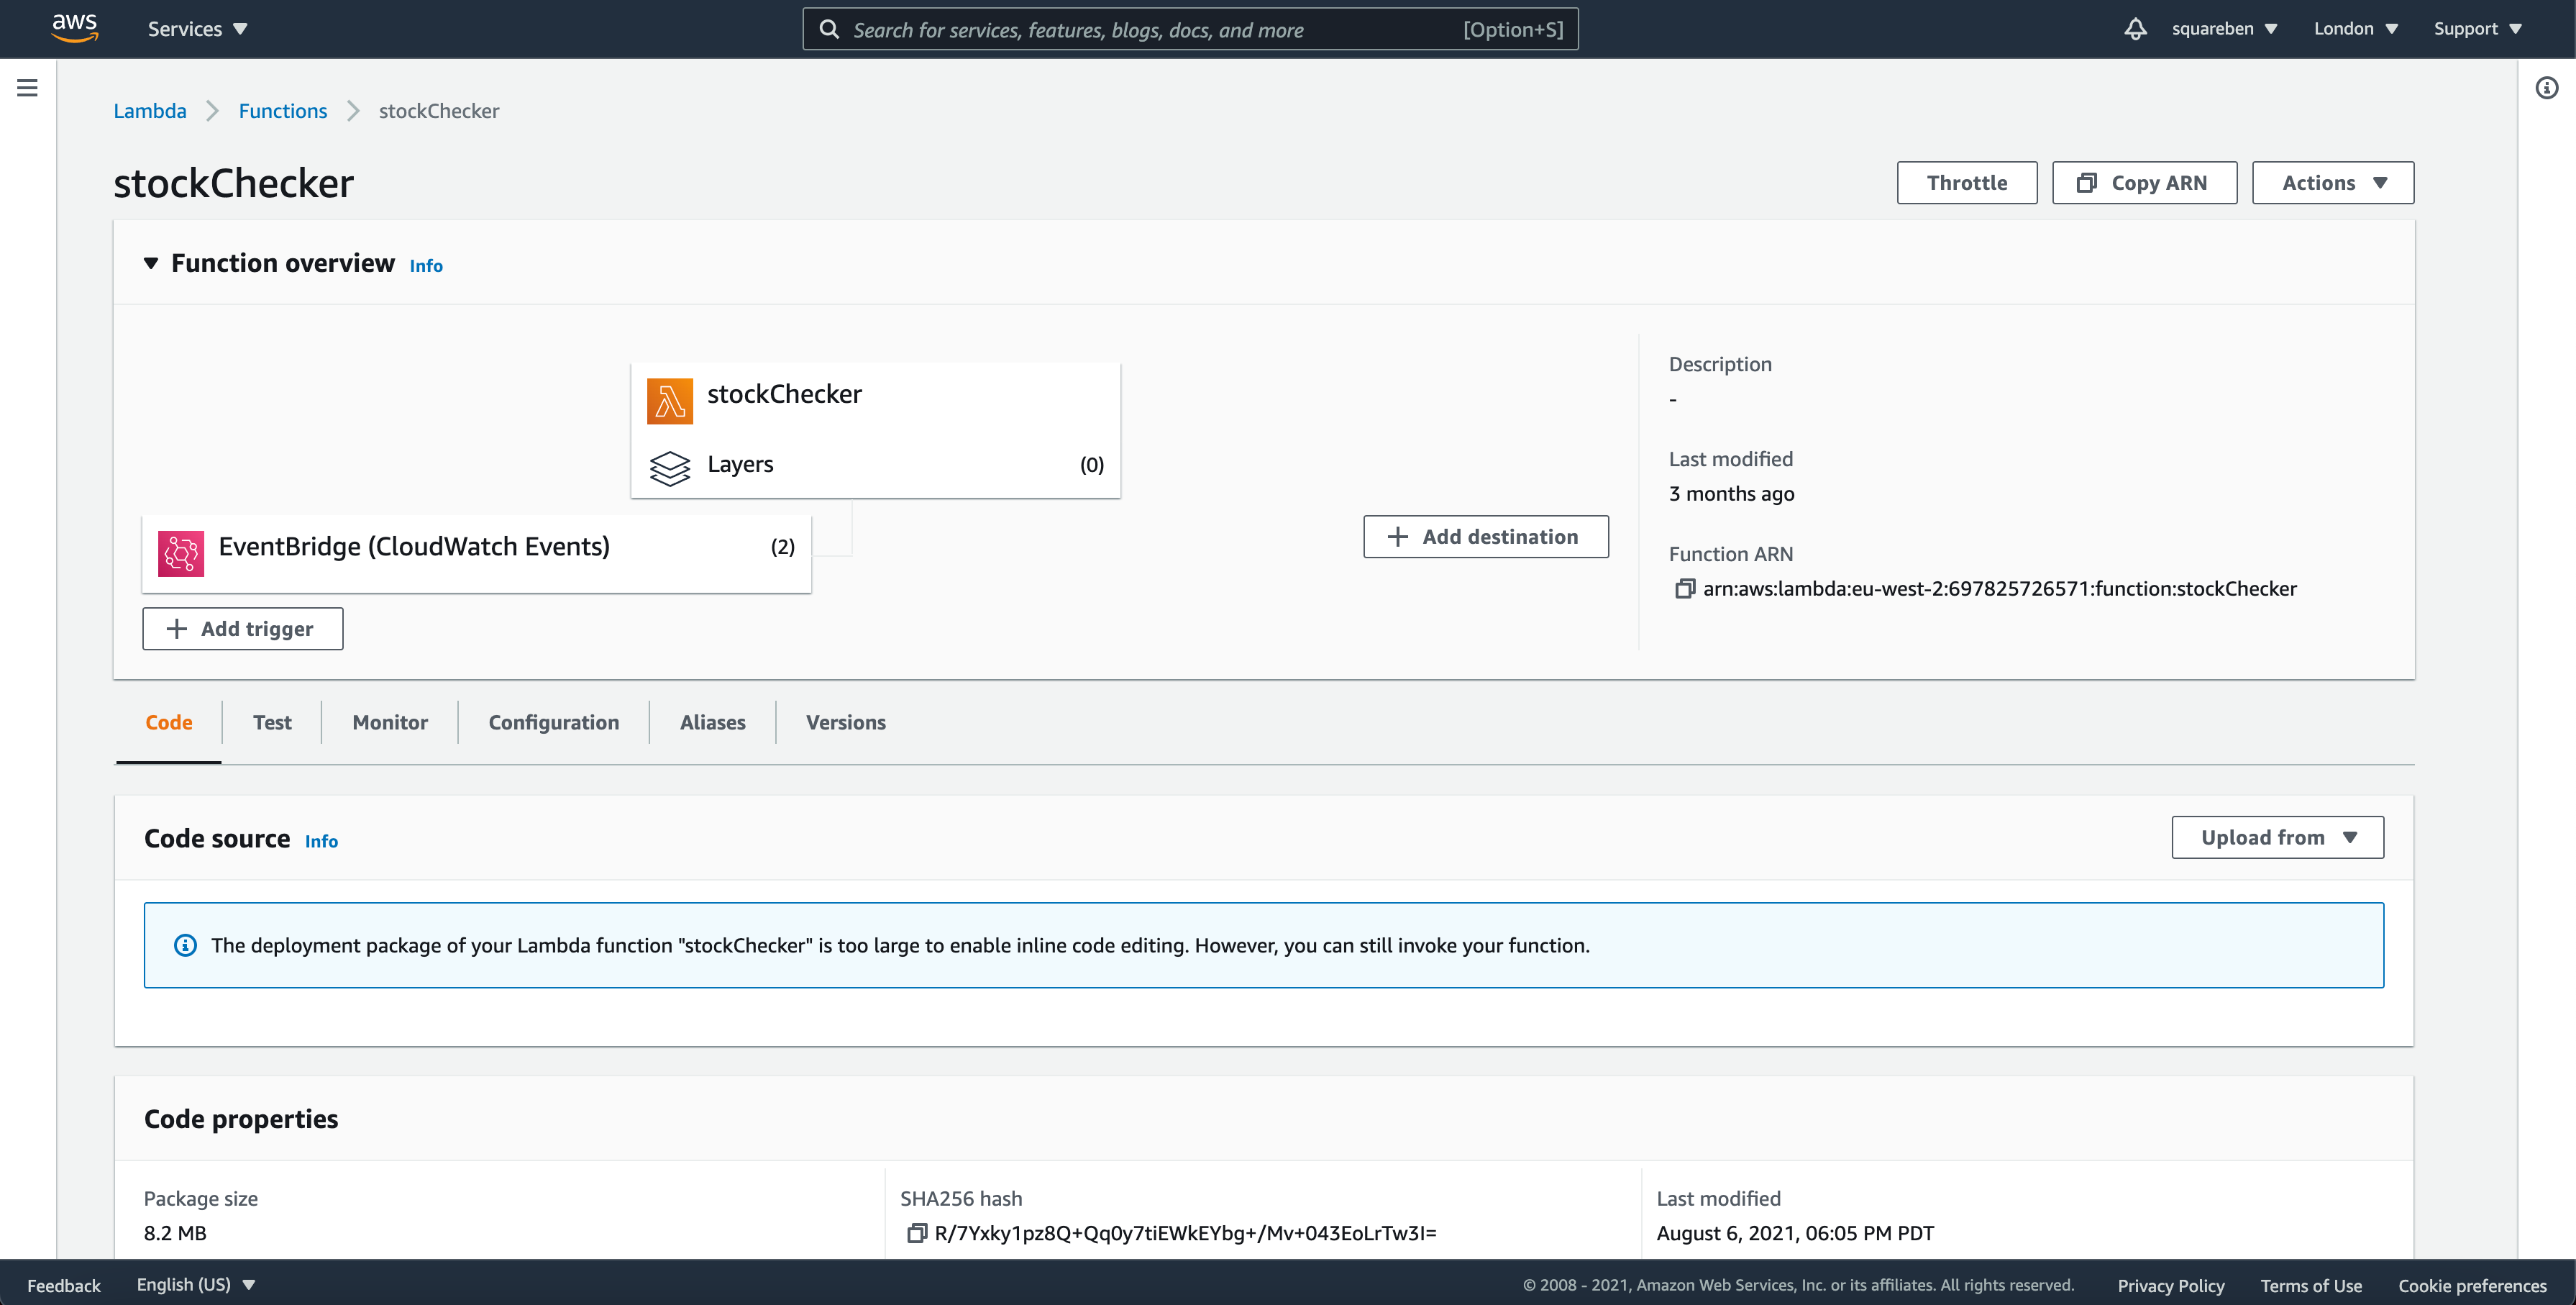 aws
Services
Search for services, features, blogs, docs, and more
[Option+S]
squareben
London
Support
Lambda
Functions
stockChecker
stockChecker
Throttle
Copy ARN
Actions
Function overview Info
stockChecker
Layers (0)
EventBridge (CloudWatch Events) (2)
+ Add trigger
+ Add destination
Description
-
Last modified
3 months ago
Function ARN
arn:aws:lambda:eu-west-2:697825726571:function:stockChecker
Code
Test
Monitor
Configuration
Aliases
Versions
Code source Info
Upload from
The deployment package of your Lambda function "stockChecker" is too large to enable inline code editing. However, you can still invoke your function.
Code properties
Package size
8.2 MB
SHA256 hash
R/7Yxky1pz8Q+Qq0y7tiEWkEYbg+/Mv+043EoLrTw3I=
Last modified
August 6, 2021, 06:05 PM PDT
Feedback
English (US)
© 2008 - 2021, Amazon Web Services, Inc. or its affiliates. All rights reserved.
Privacy Policy
Terms of Use
Cookie preferences